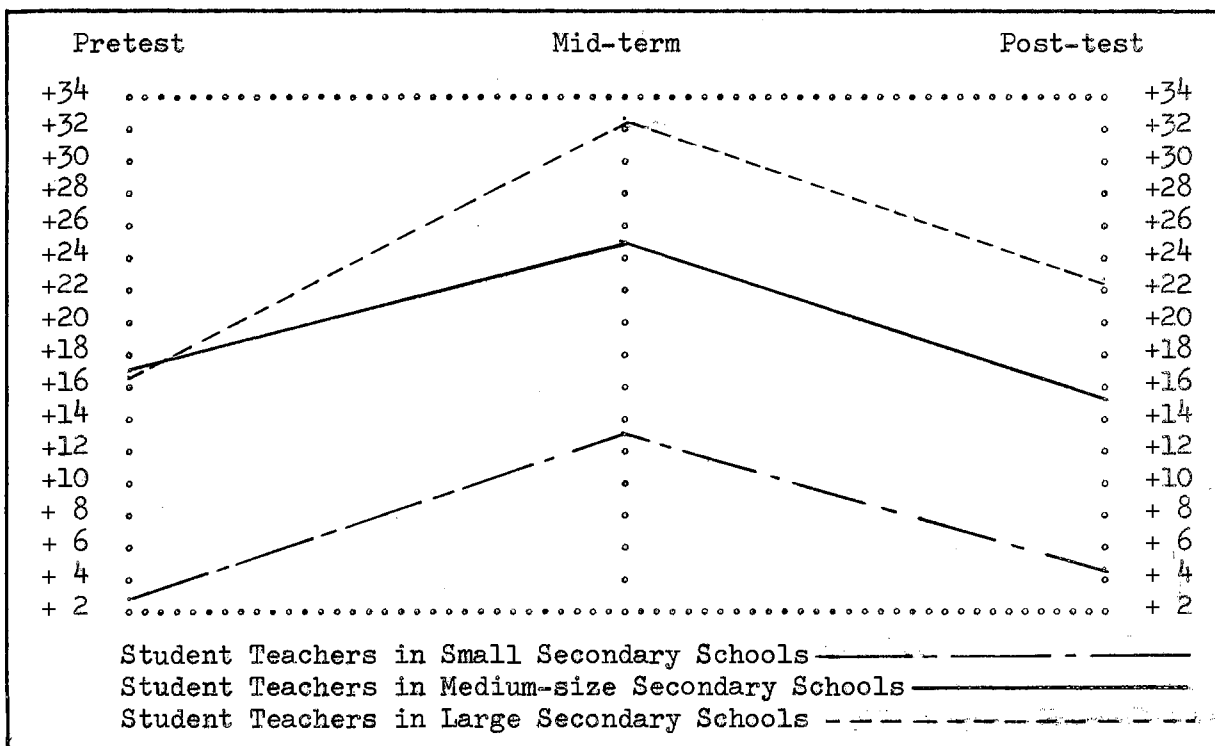 Pretest Mid-term Post-test
+34 +34
+32 +32
+30 +30
+28 +28
+26 +26
+24 +24
+22 +22
+20 +20
+18 +18
+16 +16
+14 +14
+12 +12
+10 +10
+ 8 + 8
+ 6 + 6
+ 4 + 4
+ 2 + 2
Student Teachers in Small Secondary Schools
Student Teachers in Medium-size Secondary Schools
Student Teachers in Large Secondary Schools